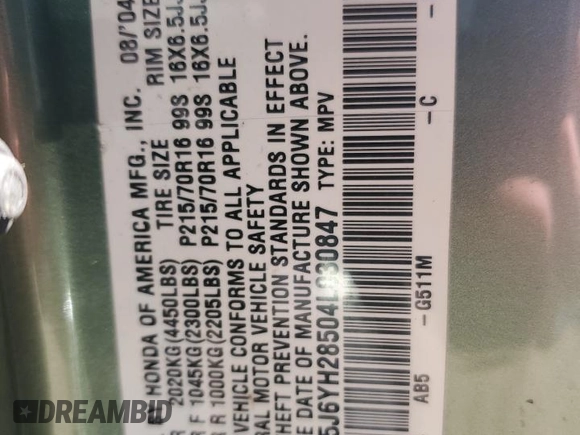 BY HONDA OF AMERICA MFG., INC. 08/'04
TIRE SIZE RIM SIZE
R 2020KG(4450LBS)
R F 1045KG(2300LBS) P215/70R16 99S 16X6.5J
R R 1000KG(2205LBS) P215/70R16 99S 16X6.5J
VEHICLE CONFORMS TO ALL APPLICABLE
RAL MOTOR VEHICLE SAFETY
HEFT PREVENTION STANDARDS IN EFFECT
E DATE OF MANUFACTURE SHOWN ABOVE.
5J6YH28504L030847 TYPE: MPV
AB5 -G511M -C
DREAMBID